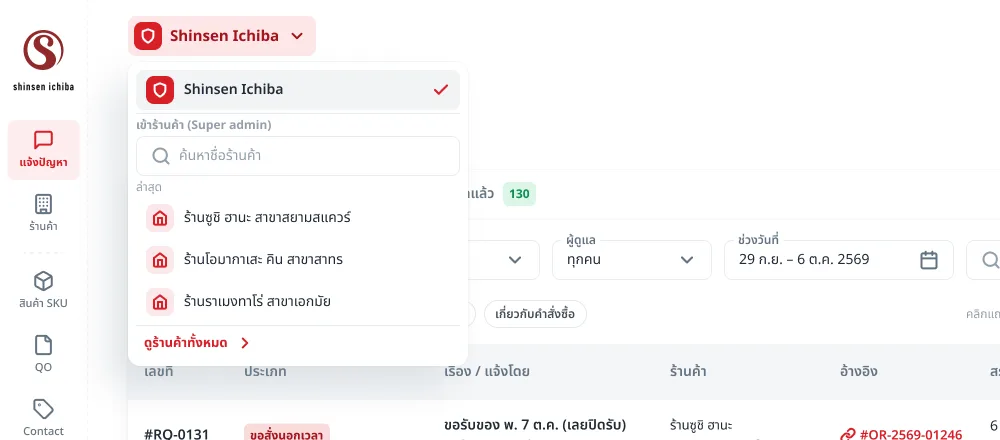 Shinsen Ichiba
shinsen ichiba
Shinsen Ichiba
เข้าร้านค้า (Super admin)
ค้นหาชื่อร้านค้า
ล่าสุด
ร้านซูชิ ฮานะ สาขาสยามสแควร์
ร้านโอมากาเสะ คิน สาขาสาทร
ร้านราเมงทาโร่ สาขาเอกมัย
ดูร้านค้าทั้งหมด
แจ้งปัญหา
ร้านค้า
สินค้า SKU
QO
Contact
แล้ว 130
ผู้ดูแล
ทุกคน
ช่วงวันที่
29 ก.ย. – 6 ต.ค. 2569
เกี่ยวกับคำสั่งซื้อ
เลขที่ ประเภท เรื่อง / แจ้งโดย ร้านค้า อ้างอิง
#RQ-0131 ขอสั่งนอกเวลา ขอรับของ พ. 7 ต.ค. (เลยปิดรับ) ร้านซูชิ ฮานะ #OR-2569-01246 6